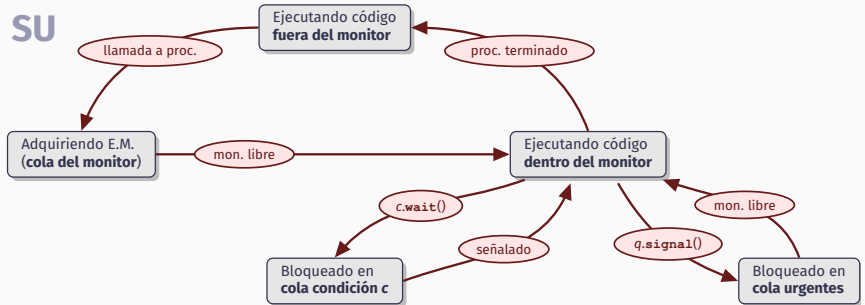 SU
Ejecutando código
fuera del monitor
llamada a proc.
proc. terminado
Adquiriendo E.M.
(cola del monitor)
mon. libre
Ejecutando código
dentro del monitor
c.wait()
mon. libre
señalado
q.signal()
Bloqueado en
cola condición c
Bloqueado en
cola urgentes